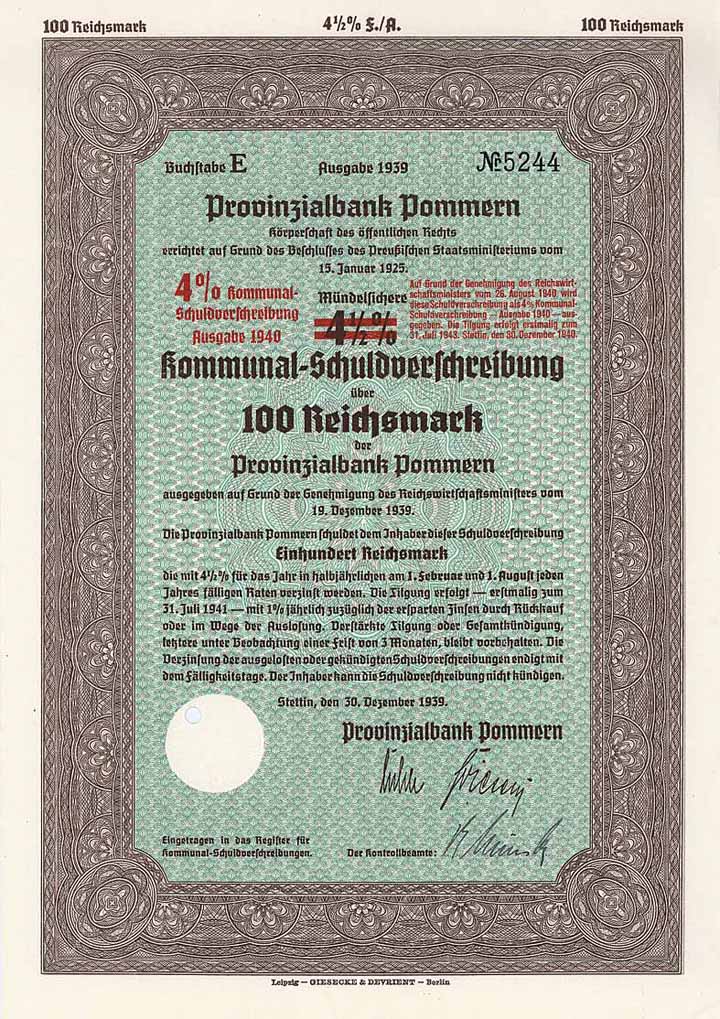 100 Reichsmark 4½% F./A. 100 Reichsmark
Buchstabe E Ausgabe 1939 № 5244
Provinzialbank Pommern
Körperschaft des öffentlichen Rechts
errichtet auf Grund des Beschlusses des Preußischen Staatsministeriums vom
15. Januar 1925.
4% Kommunal-
Schuldverschreibung
Ausgabe 1940
Mündelsichere
4½%
Auf Grund der Genehmigung des Reichswirt-
schaftsministers vom 26. August 1940 wird
diese Schuldverschreibung als 4% Kommunal-
Schuldverschreibung – Ausgabe 1940 – aus-
gegeben. Die Tilgung erfolgt erstmalig zum
31. Juli 1943. Stettin, den 30. Dezember 1940.
Kommunal-Schuldverschreibung
über
100 Reichsmark
der
Provinzialbank Pommern
ausgegeben auf Grund der Genehmigung des Reichswirtschaftsministers vom
19. Dezember 1939.
Die Provinzialbank Pommern schuldet dem Inhaber dieser Schuldverschreibung
Einhundert Reichsmark
die mit 4½% für das Jahr in halbjährlichen am 1. Februar und 1. August jeden
Jahres fälligen Raten verzinst werden. Die Tilgung erfolgt — erstmalig zum
31. Juli 1941 — mit 1% jährlich zuzüglich der ersparten Zinsen durch Rückkauf
oder im Wege der Auslosung. Verstärkte Tilgung oder Gesamtkündigung,
letztere unter Beobachtung einer Frist von 3 Monaten, bleibt vorbehalten. Die
Verzinsung der ausgelosten oder gekündigten Schuldverschreibungen endigt mit
dem Fälligkeitstage. Der Inhaber kann die Schuldverschreibung nicht kündigen.
Stettin, den 30. Dezember 1939.
Provinzialbank Pommern
Eingetragen in das Register für
Kommunal-Schuldverschreibungen.
Der Kontrollbeamte:
Leipzig — GIESECKE & DEVRIENT — Berlin